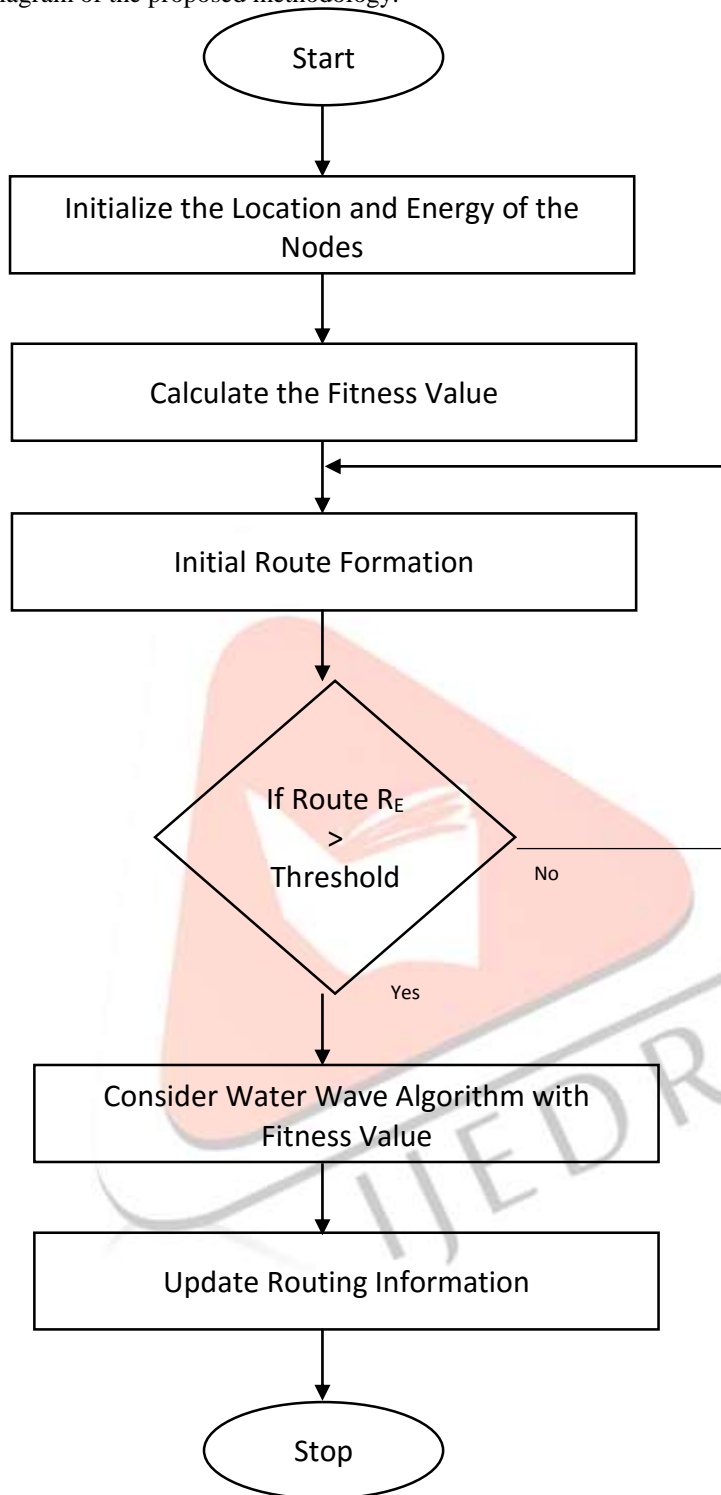 diagram of the proposed methodology.
Start
Initialize the Location and Energy of the
Nodes
Calculate the Fitness Value
Initial Route Formation
If Route RE
>
Threshold
No
Yes
Consider Water Wave Algorithm with
Fitness Value
Update Routing Information
Stop
IJEDR